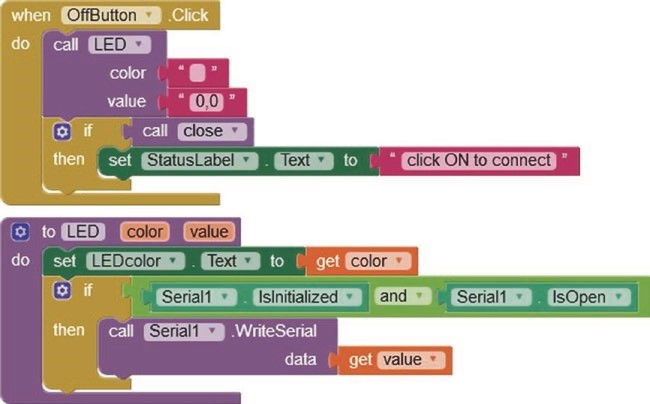 when OffButton .Click
do call LED
color " "
value " 0,0 "
if call close
then set StatusLabel . Text to " click ON to connect "
to LED color value
do set LEDcolor . Text to get color
if Serial1 . IsInitialized and Serial1 . IsOpen
then call Serial1 .WriteSerial
data get value